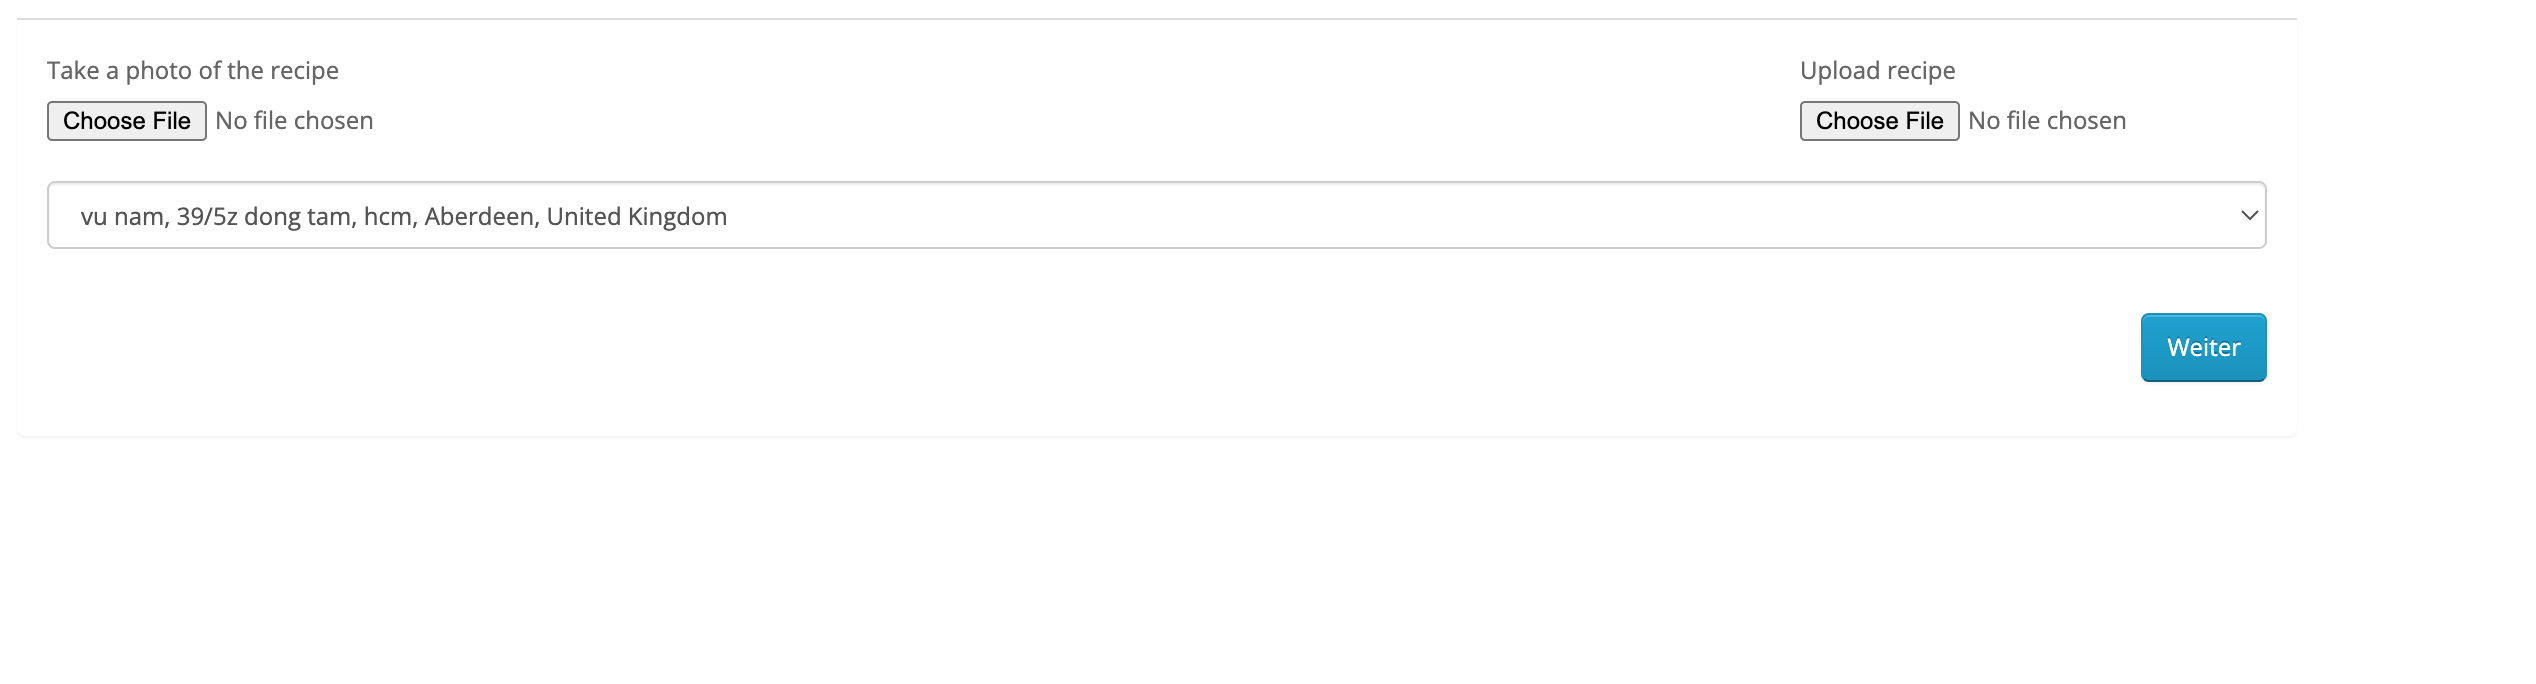 Take a photo of the recipe
Choose File No file chosen
Upload recipe
Choose File No file chosen
vu nam, 39/5z dong tam, hcm, Aberdeen, United Kingdom
Weiter